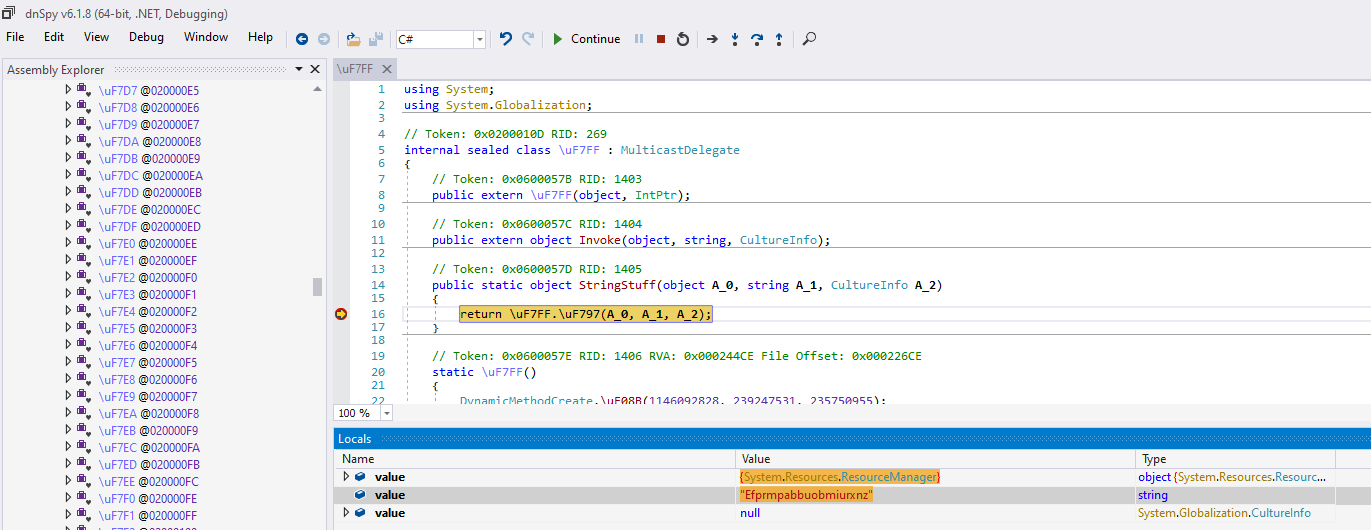 dnSpy v6.1.8 (64-bit, .NET, Debugging)
File Edit View Debug Window Help C# Continue
Assembly Explorer
\uF7D7 @020000E5
\uF7D8 @020000E6
\uF7D9 @020000E7
\uF7DA @020000E8
\uF7DB @020000E9
\uF7DC @020000EA
\uF7DD @020000EB
\uF7DE @020000EC
\uF7DF @020000ED
\uF7E0 @020000EE
\uF7E1 @020000EF
\uF7E2 @020000F0
\uF7E3 @020000F1
\uF7E4 @020000F2
\uF7E5 @020000F3
\uF7E6 @020000F4
\uF7E7 @020000F5
\uF7E8 @020000F6
\uF7E9 @020000F7
\uF7EA @020000F8
\uF7EB @020000F9
\uF7EC @020000FA
\uF7ED @020000FB
\uF7EE @020000FC
\uF7F0 @020000FE
\uF7F1 @020000FF
\uF7FF
1 using System;
2 using System.Globalization;
3
4 // Token: 0x0200010D RID: 269
5 internal sealed class \uF7FF : MulticastDelegate
6 {
7 // Token: 0x0600057B RID: 1403
8 public extern \uF7FF(object, IntPtr);
9
10 // Token: 0x0600057C RID: 1404
11 public extern object Invoke(object, string, CultureInfo);
12
13 // Token: 0x0600057D RID: 1405
14 public static object StringStuff(object A_0, string A_1, CultureInfo A_2)
15 {
16 return \uF7FF.\uF797(A_0, A_1, A_2);
17 }
18
19 // Token: 0x0600057E RID: 1406 RVA: 0x000244CE File Offset: 0x000226CE
20 static \uF7FF()
21 {
22 DynamicMethodCreate.\uF08B(1146092828, 239247531, 235750955);
100 %
Locals
Name Value Type
value {System.Resources.ResourceManager} object {System.Resources.Resourc...
value "Efprmpabbuobmiunxnz" string
value null System.Globalization.CultureInfo